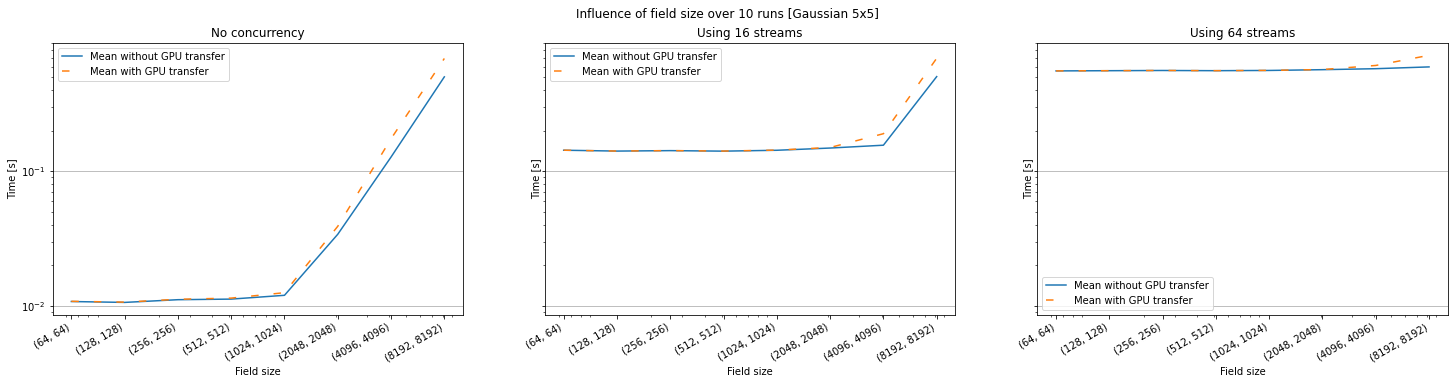 Influence of field size over 10 runs [Gaussian 5x5]
No concurrency
Mean without GPU transfer
Mean with GPU transfer
Time [s]
10⁻¹
10⁻²
(64, 64)
(128, 128)
(256, 256)
(512, 512)
(1024, 1024)
(2048, 2048)
(4096, 4096)
(8192, 8192)
Field size
Using 16 streams
Mean without GPU transfer
Mean with GPU transfer
Time [s]
(64, 64)
(128, 128)
(256, 256)
(512, 512)
(1024, 1024)
(2048, 2048)
(4096, 4096)
(8192, 8192)
Field size
Using 64 streams
Time [s]
Mean without GPU transfer
Mean with GPU transfer
(64, 64)
(128, 128)
(256, 256)
(512, 512)
(1024, 1024)
(2048, 2048)
(4096, 4096)
(8192, 8192)
Field size